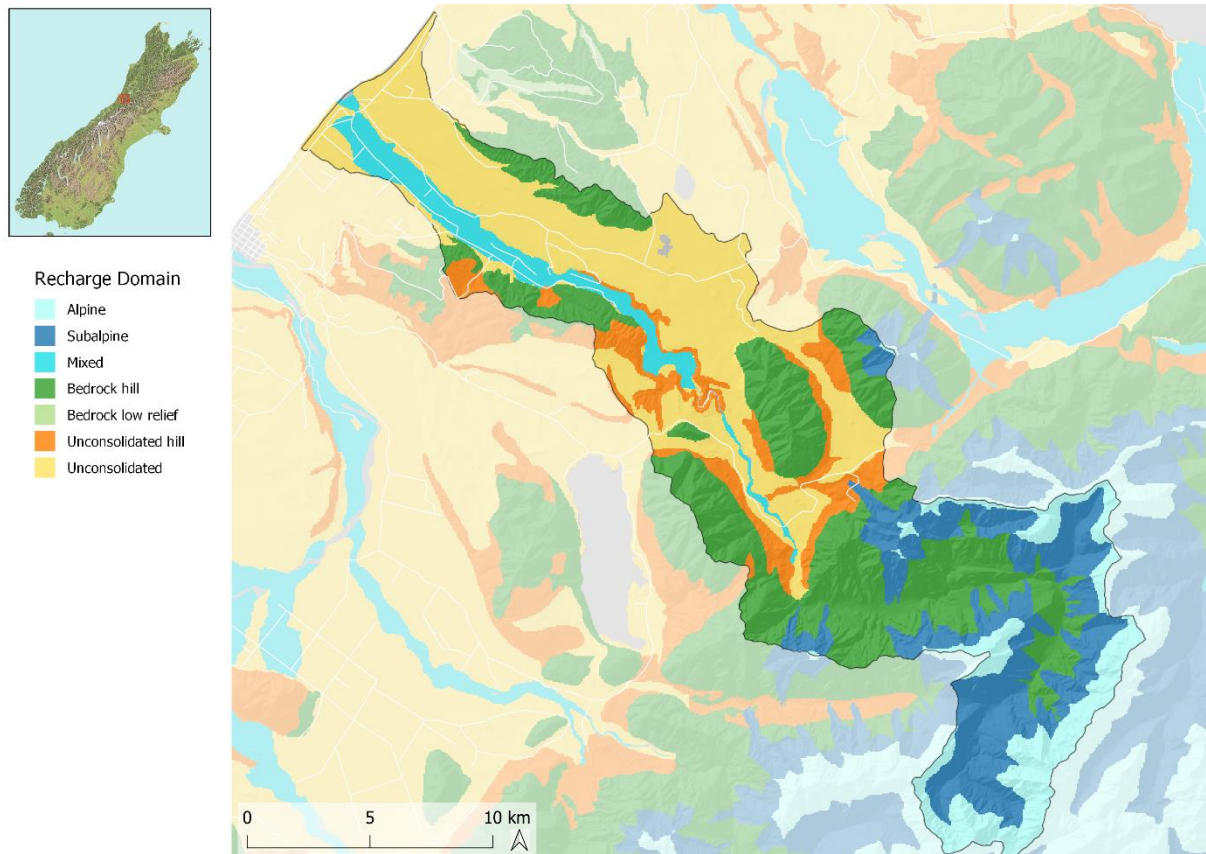 Recharge Domain
Alpine
Subalpine
Mixed
Bedrock hill
Bedrock low relief
Unconsolidated hill
Unconsolidated
0 5 10 km